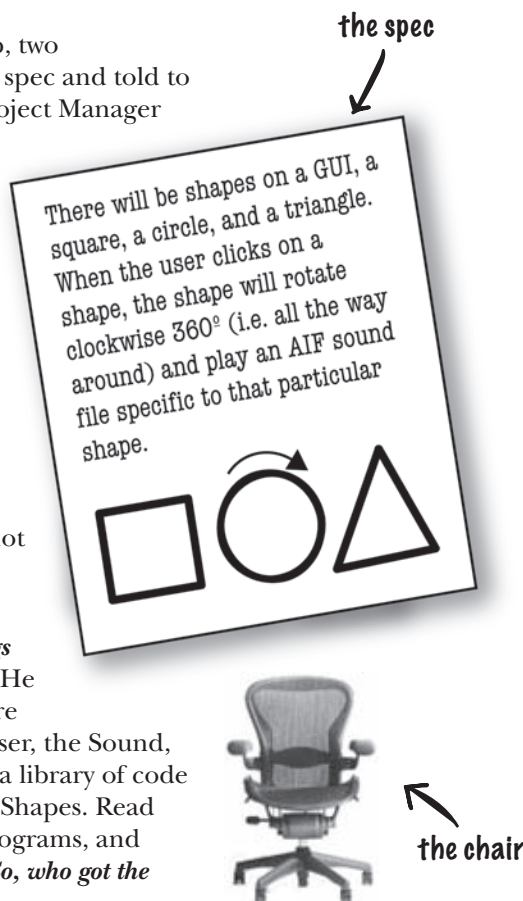 the spec
o, two
spec and told to
oject Manager
There will be shapes on a GUI, a
square, a circle, and a triangle.
When the user clicks on a
shape, the shape will rotate
clockwise 360º (i.e. all the way
around) and play an AIF sound
file specific to that particular
shape.
ot
He
re
ser, the Sound,
a library of code
Shapes. Read
ograms, and
o, who got the
the chair